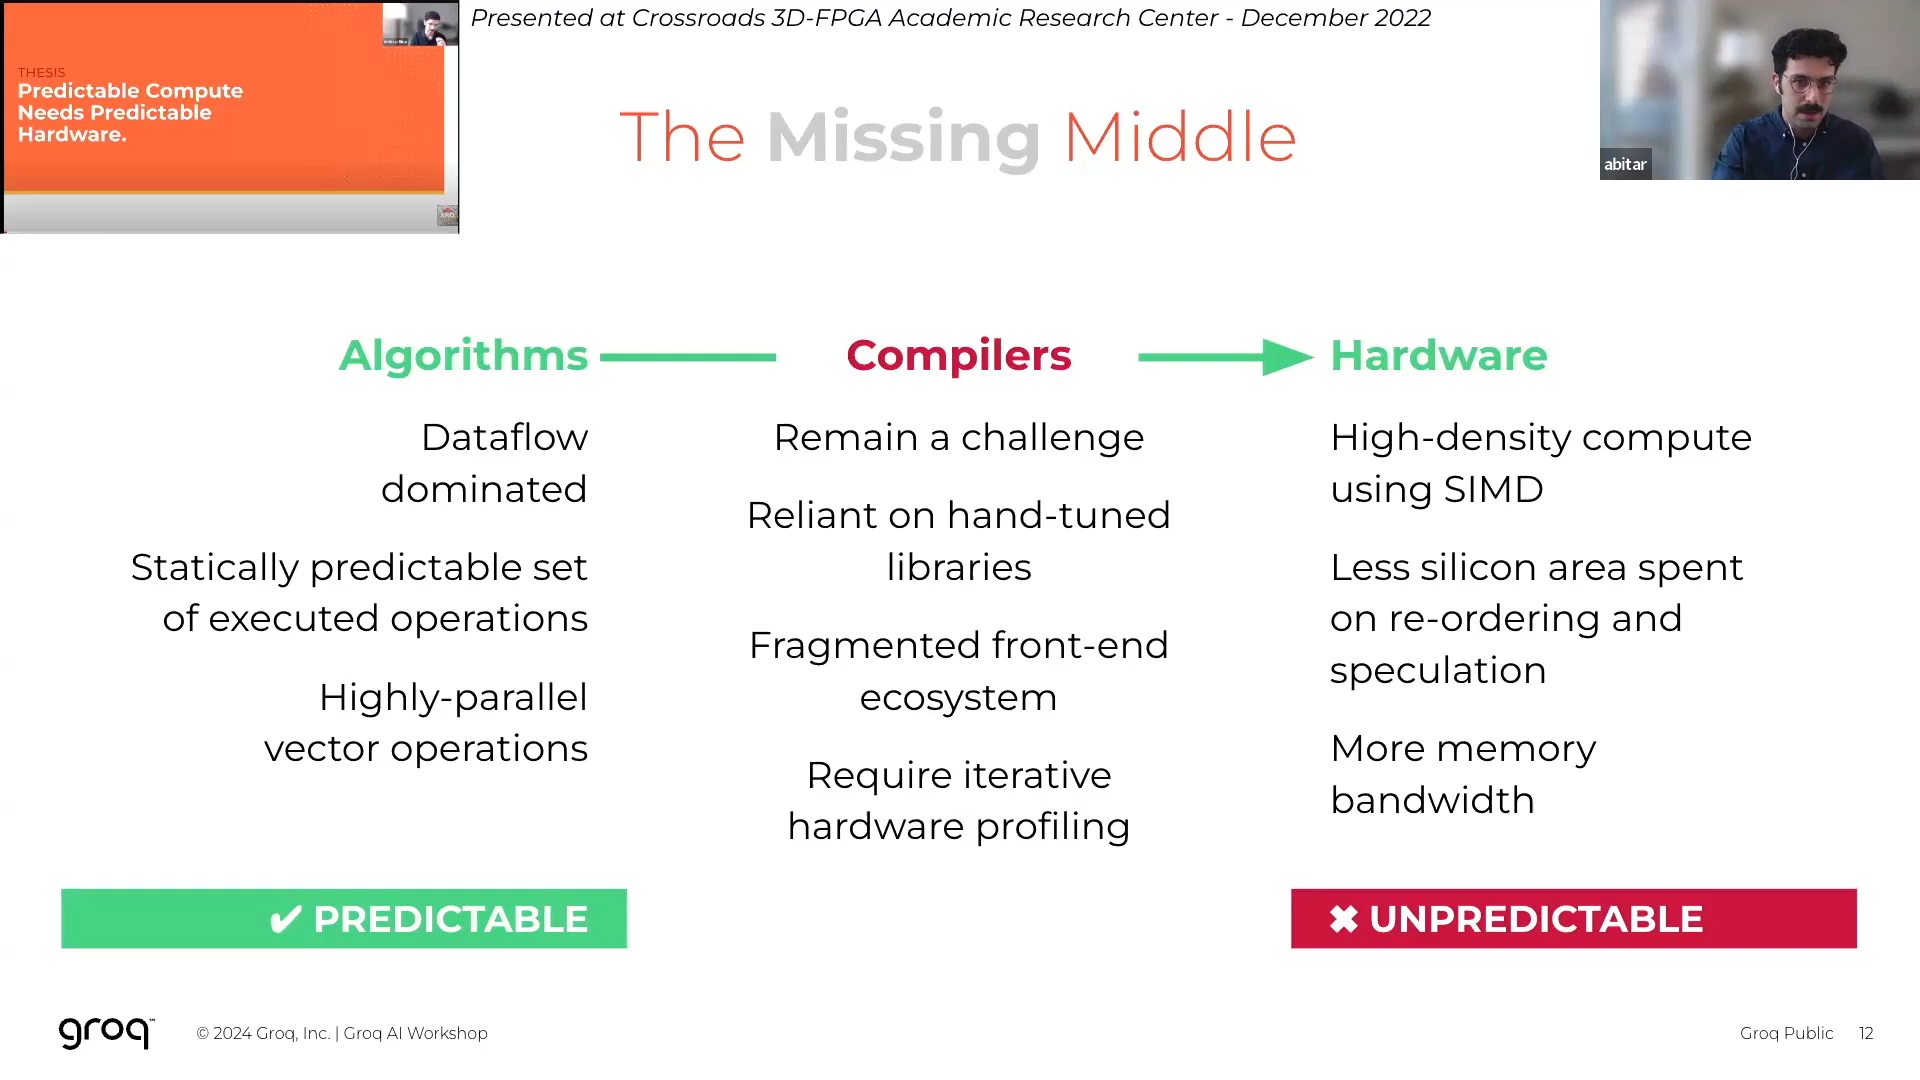 Presented at Crossroads 3D-FPGA Academic Research Center - December 2022
THESIS
Predictable Compute
Needs Predictable
Hardware.
XRD
abitar
The Missing Middle
Algorithms
Dataflow
dominated
Statically predictable set
of executed operations
Highly-parallel
vector operations
✔ PREDICTABLE
Compilers
Remain a challenge
Reliant on hand-tuned
libraries
Fragmented front-end
ecosystem
Require iterative
hardware profiling
Hardware
High-density compute
using SIMD
Less silicon area spent
on re-ordering and
speculation
More memory
bandwidth
✖ UNPREDICTABLE
groq™
© 2024 Groq, Inc. | Groq AI Workshop
Groq Public 12